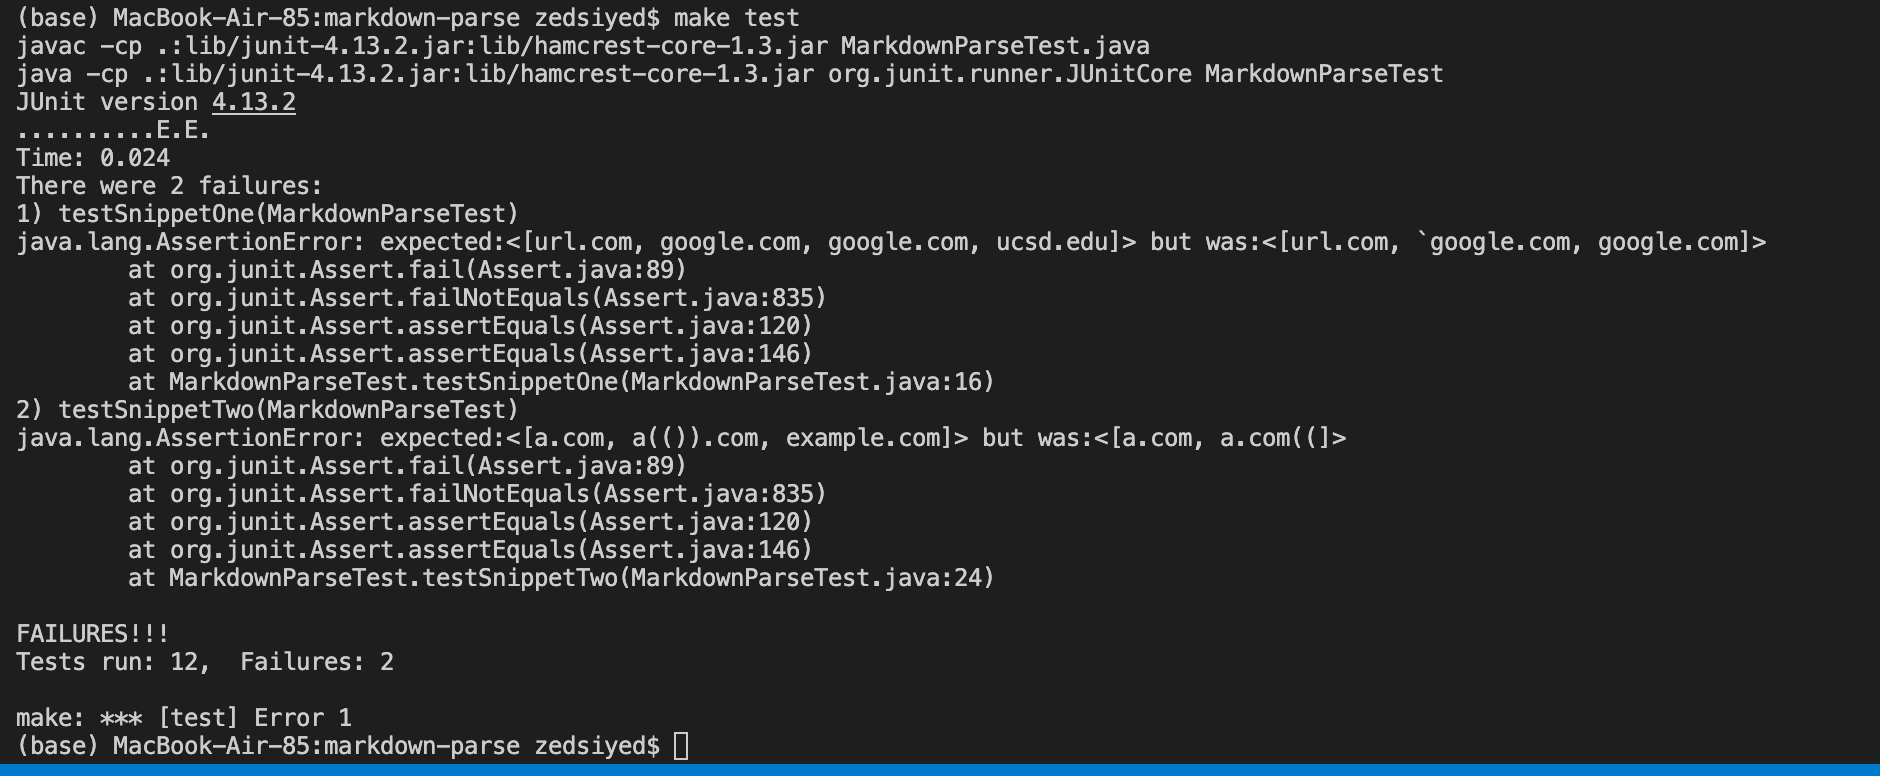 (base) MacBook-Air-85:markdown-parse zedsiyed$ make test
javac -cp .:lib/junit-4.13.2.jar:lib/hamcrest-core-1.3.jar MarkdownParseTest.java
java -cp .:lib/junit-4.13.2.jar:lib/hamcrest-core-1.3.jar org.junit.runner.JUnitCore MarkdownParseTest
JUnit version 4.13.2
..........E.E.
Time: 0.024
There were 2 failures:
1) testSnippetOne(MarkdownParseTest)
java.lang.AssertionError: expected:<[url.com, google.com, google.com, ucsd.edu]> but was:<[url.com, `google.com, google.com]>
        at org.junit.Assert.fail(Assert.java:89)
        at org.junit.Assert.failNotEquals(Assert.java:835)
        at org.junit.Assert.assertEquals(Assert.java:120)
        at org.junit.Assert.assertEquals(Assert.java:146)
        at MarkdownParseTest.testSnippetOne(MarkdownParseTest.java:16)
2) testSnippetTwo(MarkdownParseTest)
java.lang.AssertionError: expected:<[a.com, a(()).com, example.com]> but was:<[a.com, a.com((]>
        at org.junit.Assert.fail(Assert.java:89)
        at org.junit.Assert.failNotEquals(Assert.java:835)
        at org.junit.Assert.assertEquals(Assert.java:120)
        at org.junit.Assert.assertEquals(Assert.java:146)
        at MarkdownParseTest.testSnippetTwo(MarkdownParseTest.java:24)

FAILURES!!!
Tests run: 12,  Failures: 2

make: *** [test] Error 1
(base) MacBook-Air-85:markdown-parse zedsiyed$